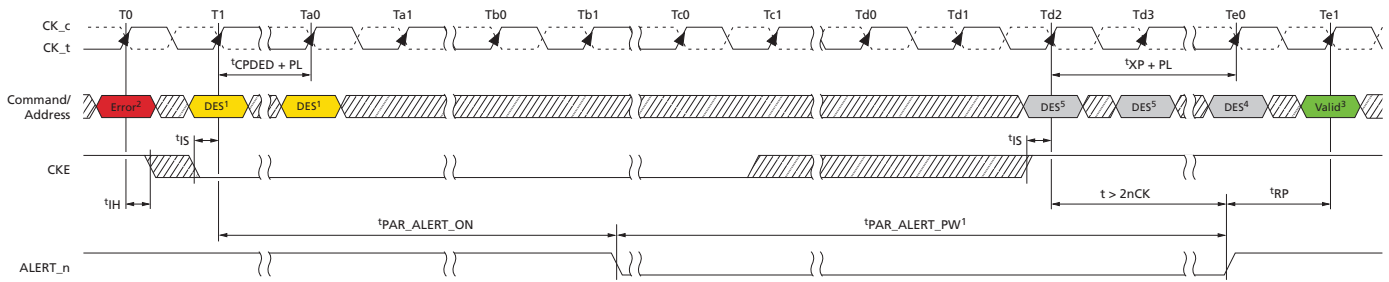 T0 T1 Ta0 Ta1 Tb0 Tb1 Tc0 Tc1 Td0 Td1 Td2 Td3 Te0 Te1
CK_c
CK_t
tCPDED + PL
tXP + PL
Command/
Address
Error2 DES1 DES1 DES5 DES5 DES4 Valid3
tIS tIS
CKE
tIH
t > 2nCK
tRP
tPAR_ALERT_ON
tPAR_ALERT_PW1
ALERT_n